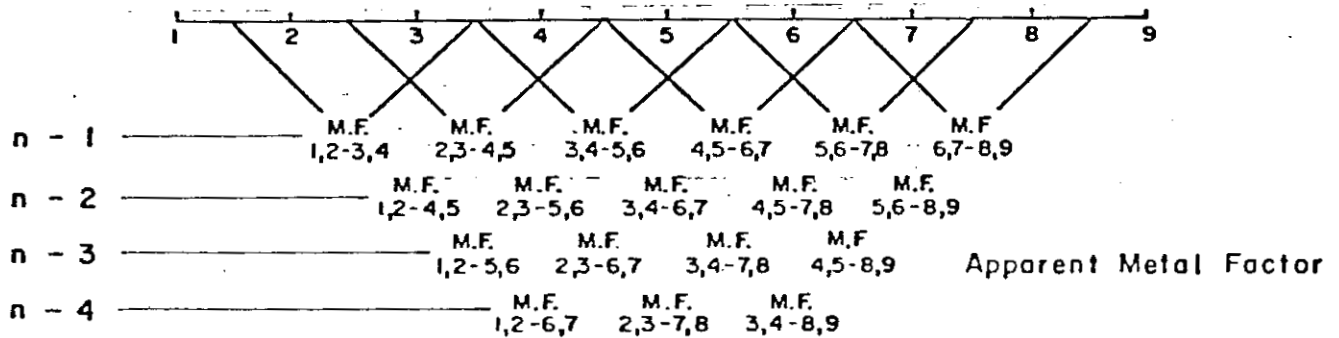 1 2 3 4 5 6 7 8 9
M.F. M.F. M.F. M.F. M.F. M.F
n - 1 1,2-3,4 2,3-4,5 3,4-5,6 4,5-6,7 5,6-7,8 6,7-8,9
M.F. M.F. M.F. M.F. M.F.
n - 2 1,2-4,5 2,3-5,6 3,4-6,7 4,5-7,8 5,6-8,9
M.F. M.F. M.F. M.F
n - 3 1,2-5,6 2,3-6,7 3,4-7,8 4,5-8,9 Apparent Metal Factor
M.F. M.F. M.F.
n - 4 1,2-6,7 2,3-7,8 3,4-8,9